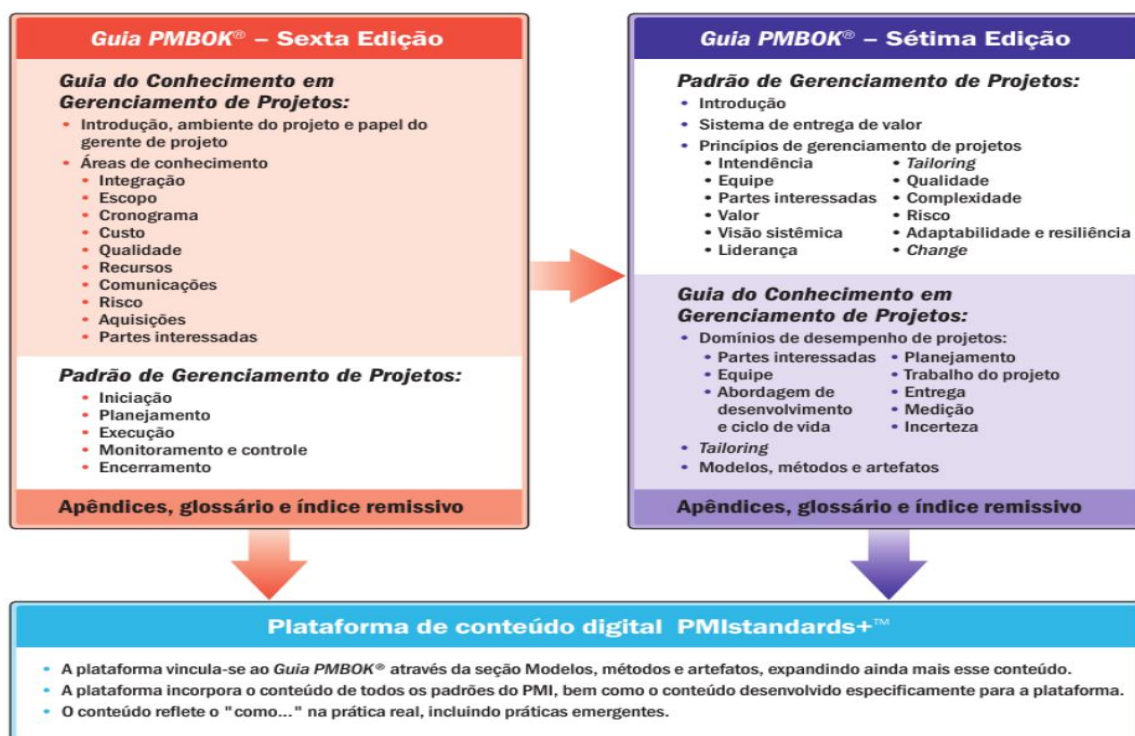 Guia PMBOK® – Sexta Edição
Guia do Conhecimento em
Gerenciamento de Projetos:
• Introdução, ambiente do projeto e papel do
gerente de projeto
• Áreas de conhecimento
• Integração
• Escopo
• Cronograma
• Custo
• Qualidade
• Recursos
• Comunicações
• Risco
• Aquisições
• Partes interessadas
Padrão de Gerenciamento de Projetos:
• Iniciação
• Planejamento
• Execução
• Monitoramento e controle
• Encerramento
Apêndices, glossário e índice remissivo
Guia PMBOK® – Sétima Edição
Padrão de Gerenciamento de Projetos:
• Introdução
• Sistema de entrega de valor
• Princípios de gerenciamento de projetos
• Intendência
• Equipe
• Partes interessadas
• Valor
• Visão sistêmica
• Liderança
• Tailoring
• Qualidade
• Complexidade
• Risco
• Adaptabilidade e resiliência
• Change
Guia do Conhecimento em
Gerenciamento de Projetos:
• Domínios de desempenho de projetos:
• Partes interessadas
• Equipe
• Abordagem de
desenvolvimento
e ciclo de vida
• Planejamento
• Trabalho do projeto
• Entrega
• Medição
• Incerteza
• Tailoring
• Modelos, métodos e artefatos
Apêndices, glossário e índice remissivo
Plataforma de conteúdo digital PMIstandards+™
• A plataforma vincula-se ao Guia PMBOK® através da seção Modelos, métodos e artefatos, expandindo ainda mais esse conteúdo.
• A plataforma incorpora o conteúdo de todos os padrões do PMI, bem como o conteúdo desenvolvido especificamente para a plataforma.
• O conteúdo reflete o "como..." na prática real, incluindo práticas emergentes.